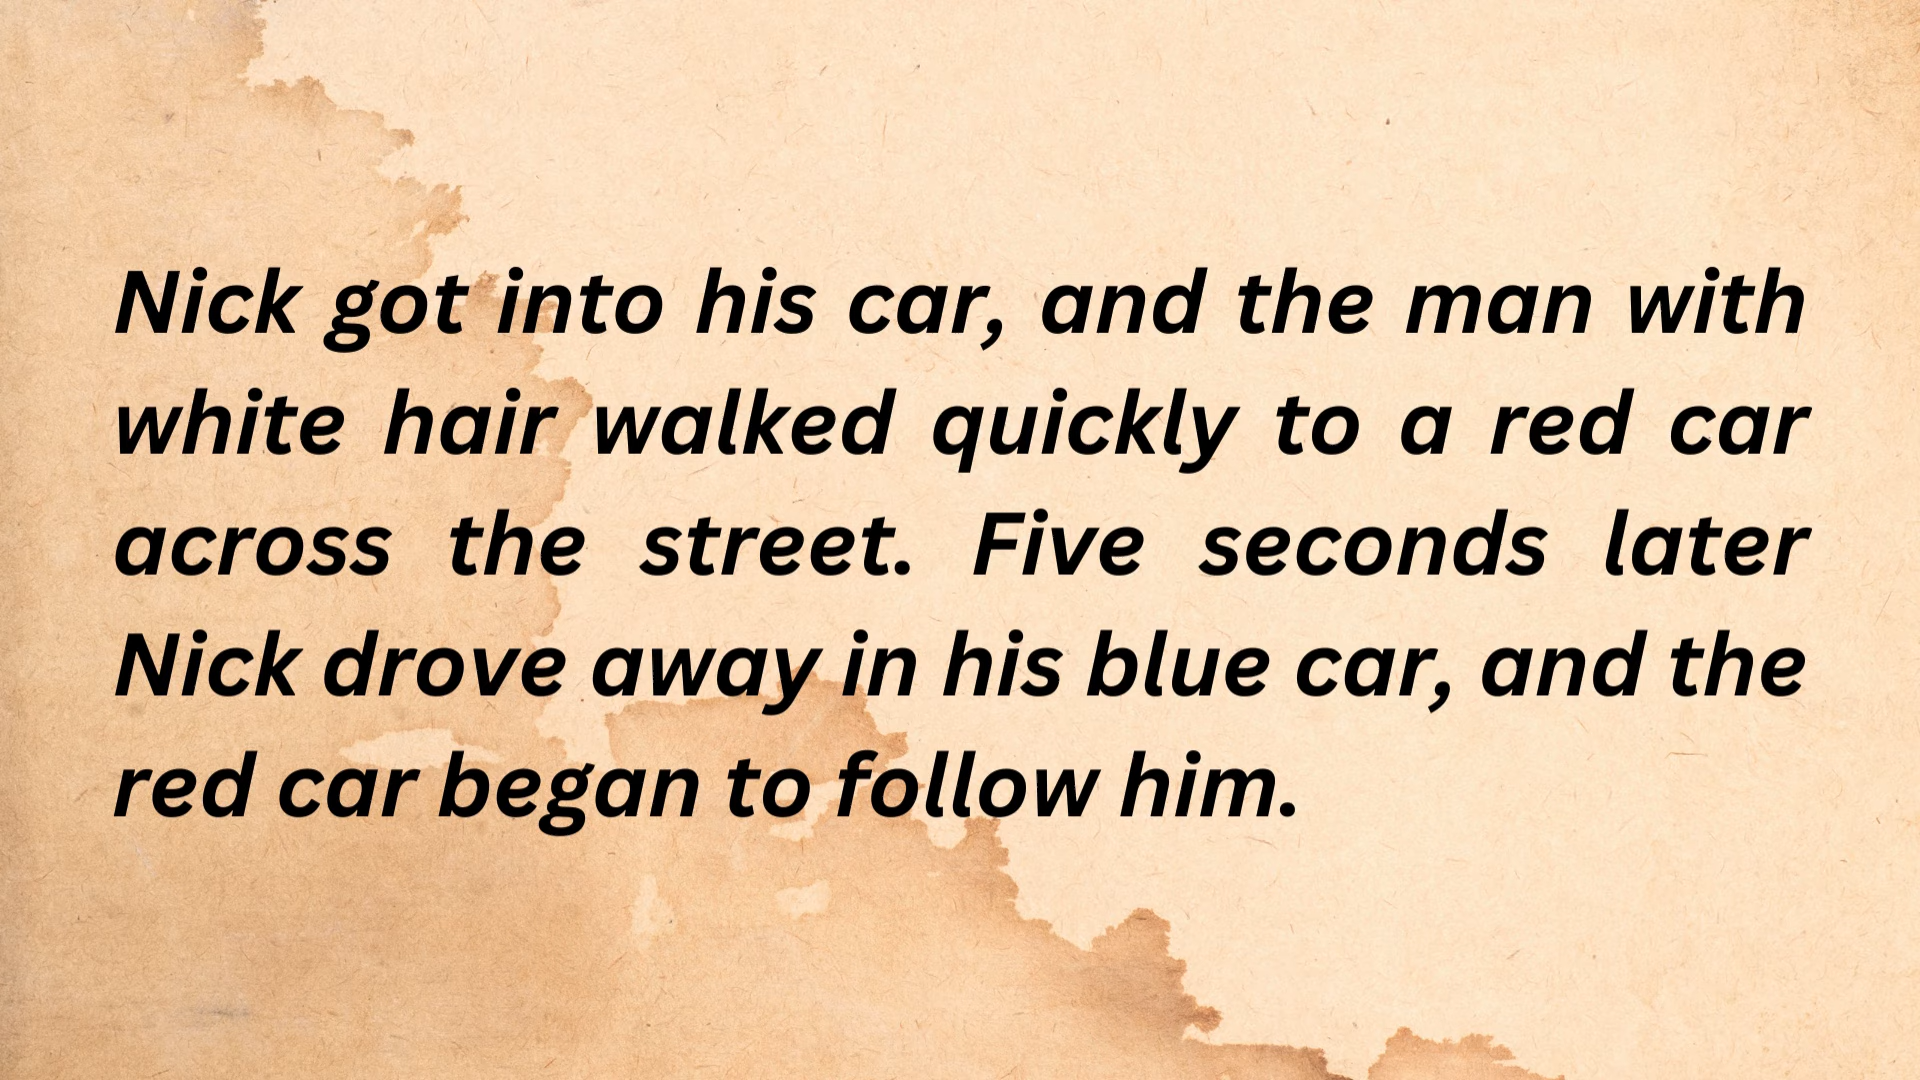 Nick got into his car, and the man with
white hair walked quickly to a red car
across the street. Five seconds later
Nick drove away in his blue car, and the
red car began to follow him.